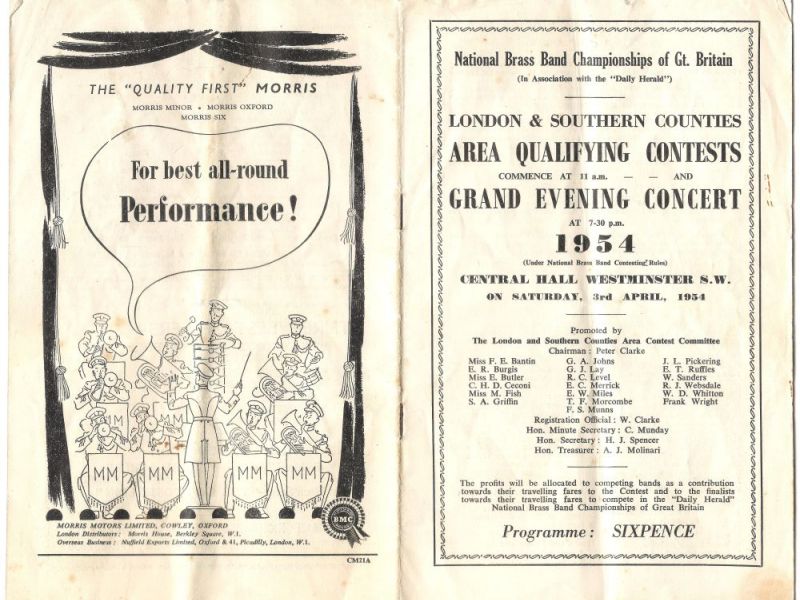 THE "QUALITY FIRST" MORRIS
MORRIS MINOR • MORRIS OXFORD
MORRIS SIX
For best all-round
Performance!
MM
MM
MM
MM
BMC
MORRIS MOTORS LIMITED, COWLEY, OXFORD
London Distributors: Morris House, Berkley Square, W.1.
Overseas Business: Nuffield Exports Limited, Oxford & 41, Picadilly, London, W.1.
CM21A
National Brass Band Championships of Gt. Britain
(In Association with the "Daily Herald")
LONDON & SOUTHERN COUNTIES
AREA QUALIFYING CONTESTS
COMMENCE AT 11 a.m. — — AND
GRAND EVENING CONCERT
AT 7-30 p.m.
1954
(Under National Brass Band Contesting Rules)
CENTRAL HALL WESTMINSTER S.W.
ON SATURDAY, 3rd APRIL, 1954
Promoted by
The London and Southern Counties Area Contest Committee
Chairman: Peter Clarke
Miss F. E. Bantin G. A. Johns J. L. Pickering
E. R. Burgis G. J. Lay E. T. Ruffles
Miss E. Butler R. C. Level W. Sanders
C. H. D. Cecconi E. C. Merrick R. J. Websdale
Miss M. Fish E. W. Miles W. D. Whitton
S. A. Griffin T. F. Morcombe Frank Wright
F. S. Munns
Registration Official: W. Clarke
Hon. Minute Secretary: C. Munday
Hon. Secretary: H. J. Spencer
Hon. Treasurer: A. J. Molinari
The profits will be allocated to competing bands as a contribution
towards their travelling fares to the Contest and to the finalists
towards their travelling fares to compete in the "Daily Herald"
National Brass Band Championships of Great Britain
Programme: SIXPENCE